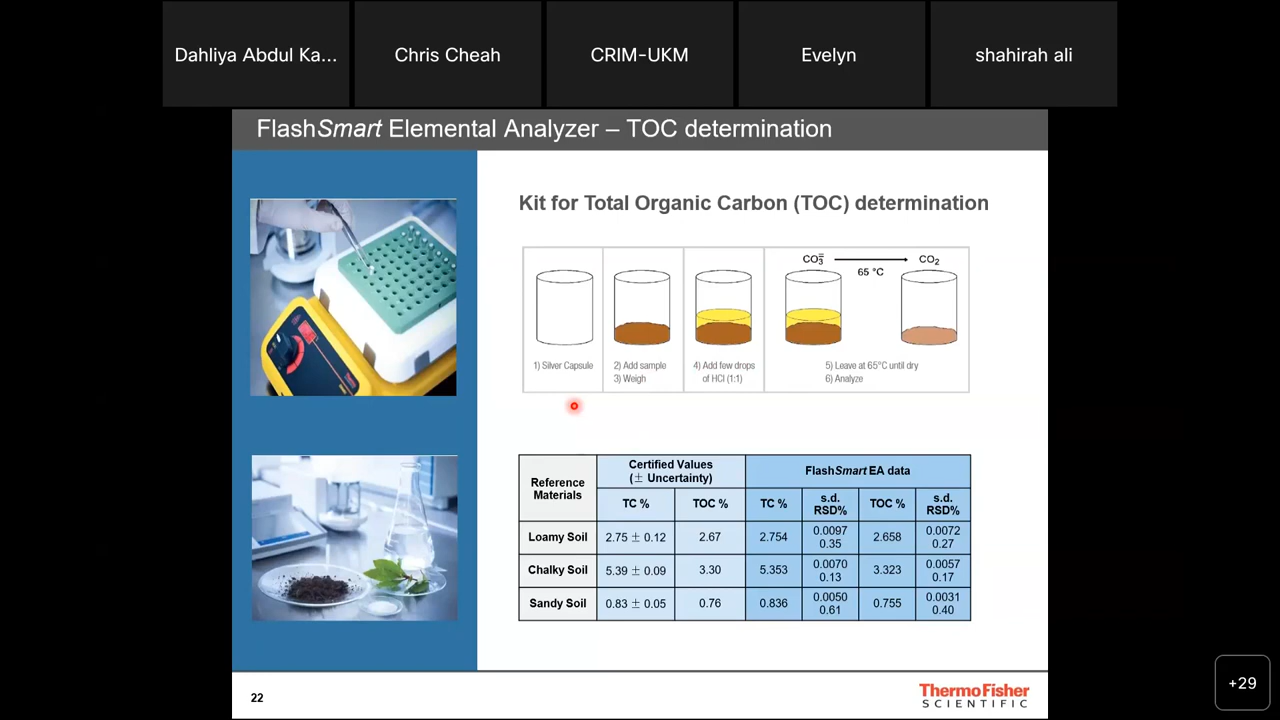 Dahliya Abdul Ka...
Chris Cheah
CRIM-UKM
Evelyn
shahirah ali
FlashSmart Elemental Analyzer – TOC determination
Kit for Total Organic Carbon (TOC) determination
CO₃⁼
65 °C
CO₂
1) Silver Capsule
2) Add sample
3) Weigh
4) Add few drops
of HCl (1:1)
5) Leave at 65°C until dry
6) Analyze
Reference
Materials
Certified Values
(± Uncertainty)
FlashSmart EA data
TC %
TOC %
TC %
s.d.
RSD%
TOC %
s.d.
RSD%
Loamy Soil
2.75 ± 0.12
2.67
2.754
0.0097
0.35
2.658
0.0072
0.27
Chalky Soil
5.39 ± 0.09
3.30
5.353
0.0070
0.13
3.323
0.0057
0.17
Sandy Soil
0.83 ± 0.05
0.76
0.836
0.0050
0.61
0.755
0.0031
0.40
22
ThermoFisher
SCIENTIFIC
+29